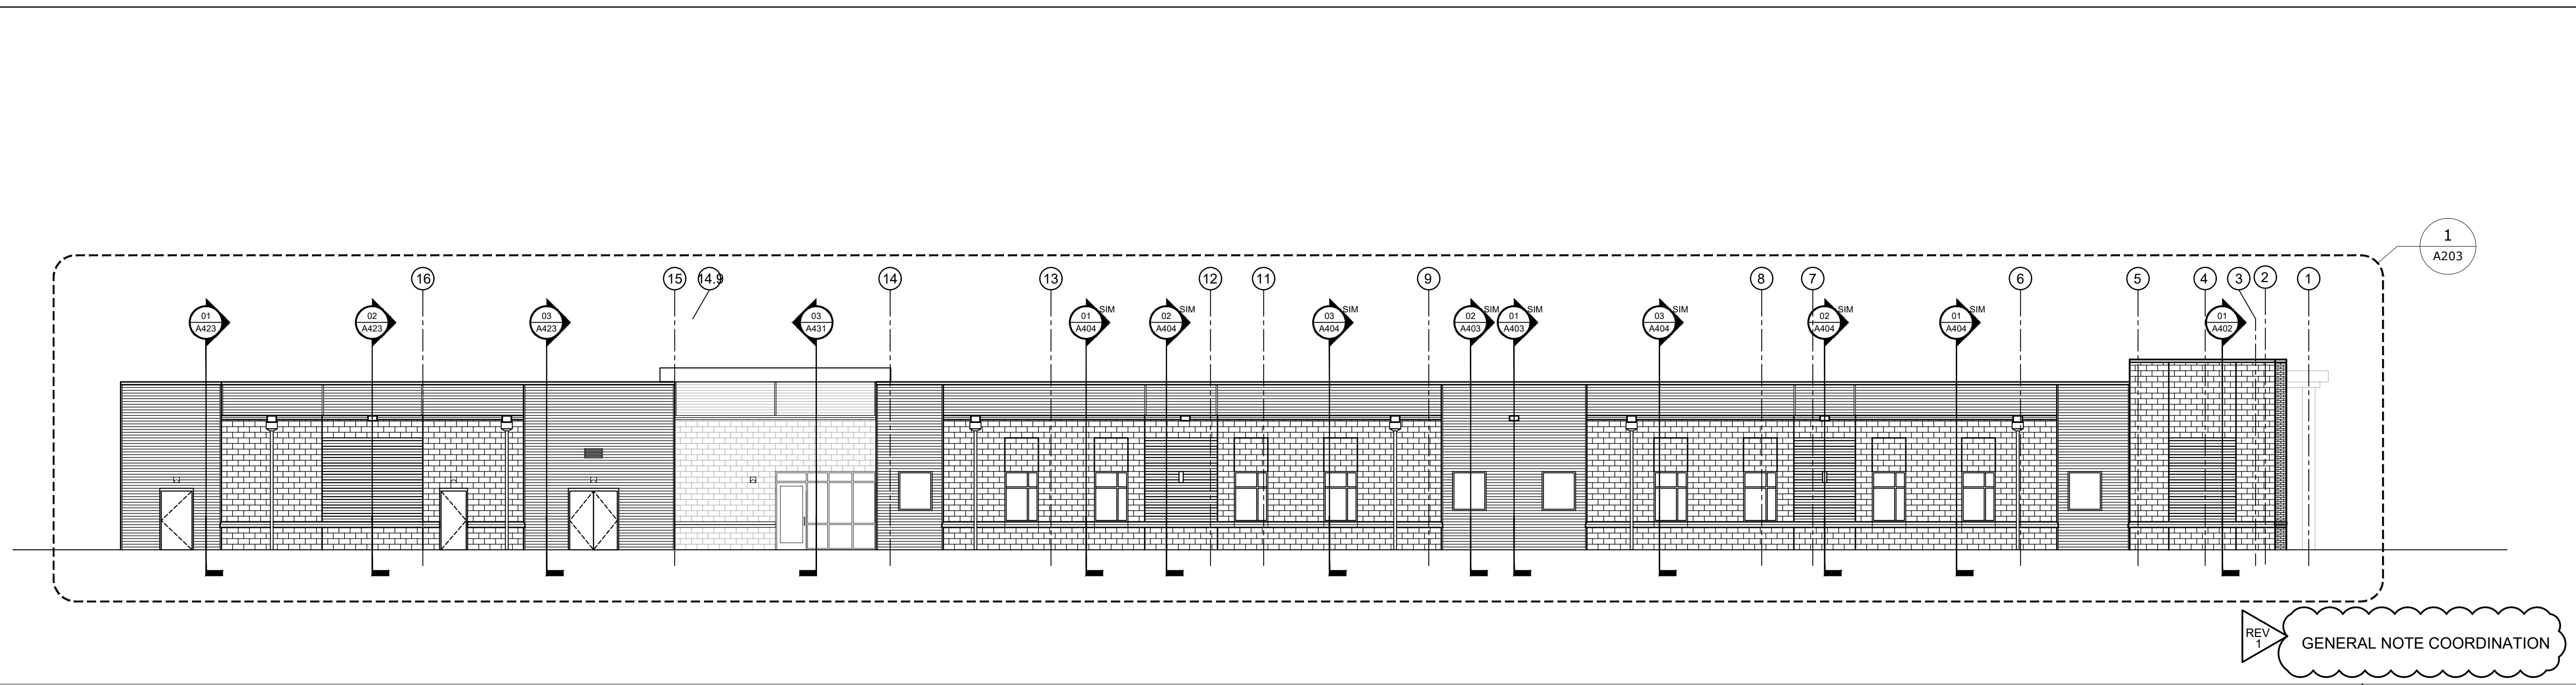 1
A203
16
15
14.9
14
13
12
11
9
8
7
6
5
4
3
2
1
01
A423
02
A423
03
A423
03
A431
01
A404
SIM
02
A404
SIM
03
A404
SIM
02
A403
SIM
01
A403
SIM
03
A404
SIM
02
A404
SIM
01
A404
SIM
01
A402
REV
1
GENERAL NOTE COORDINATION